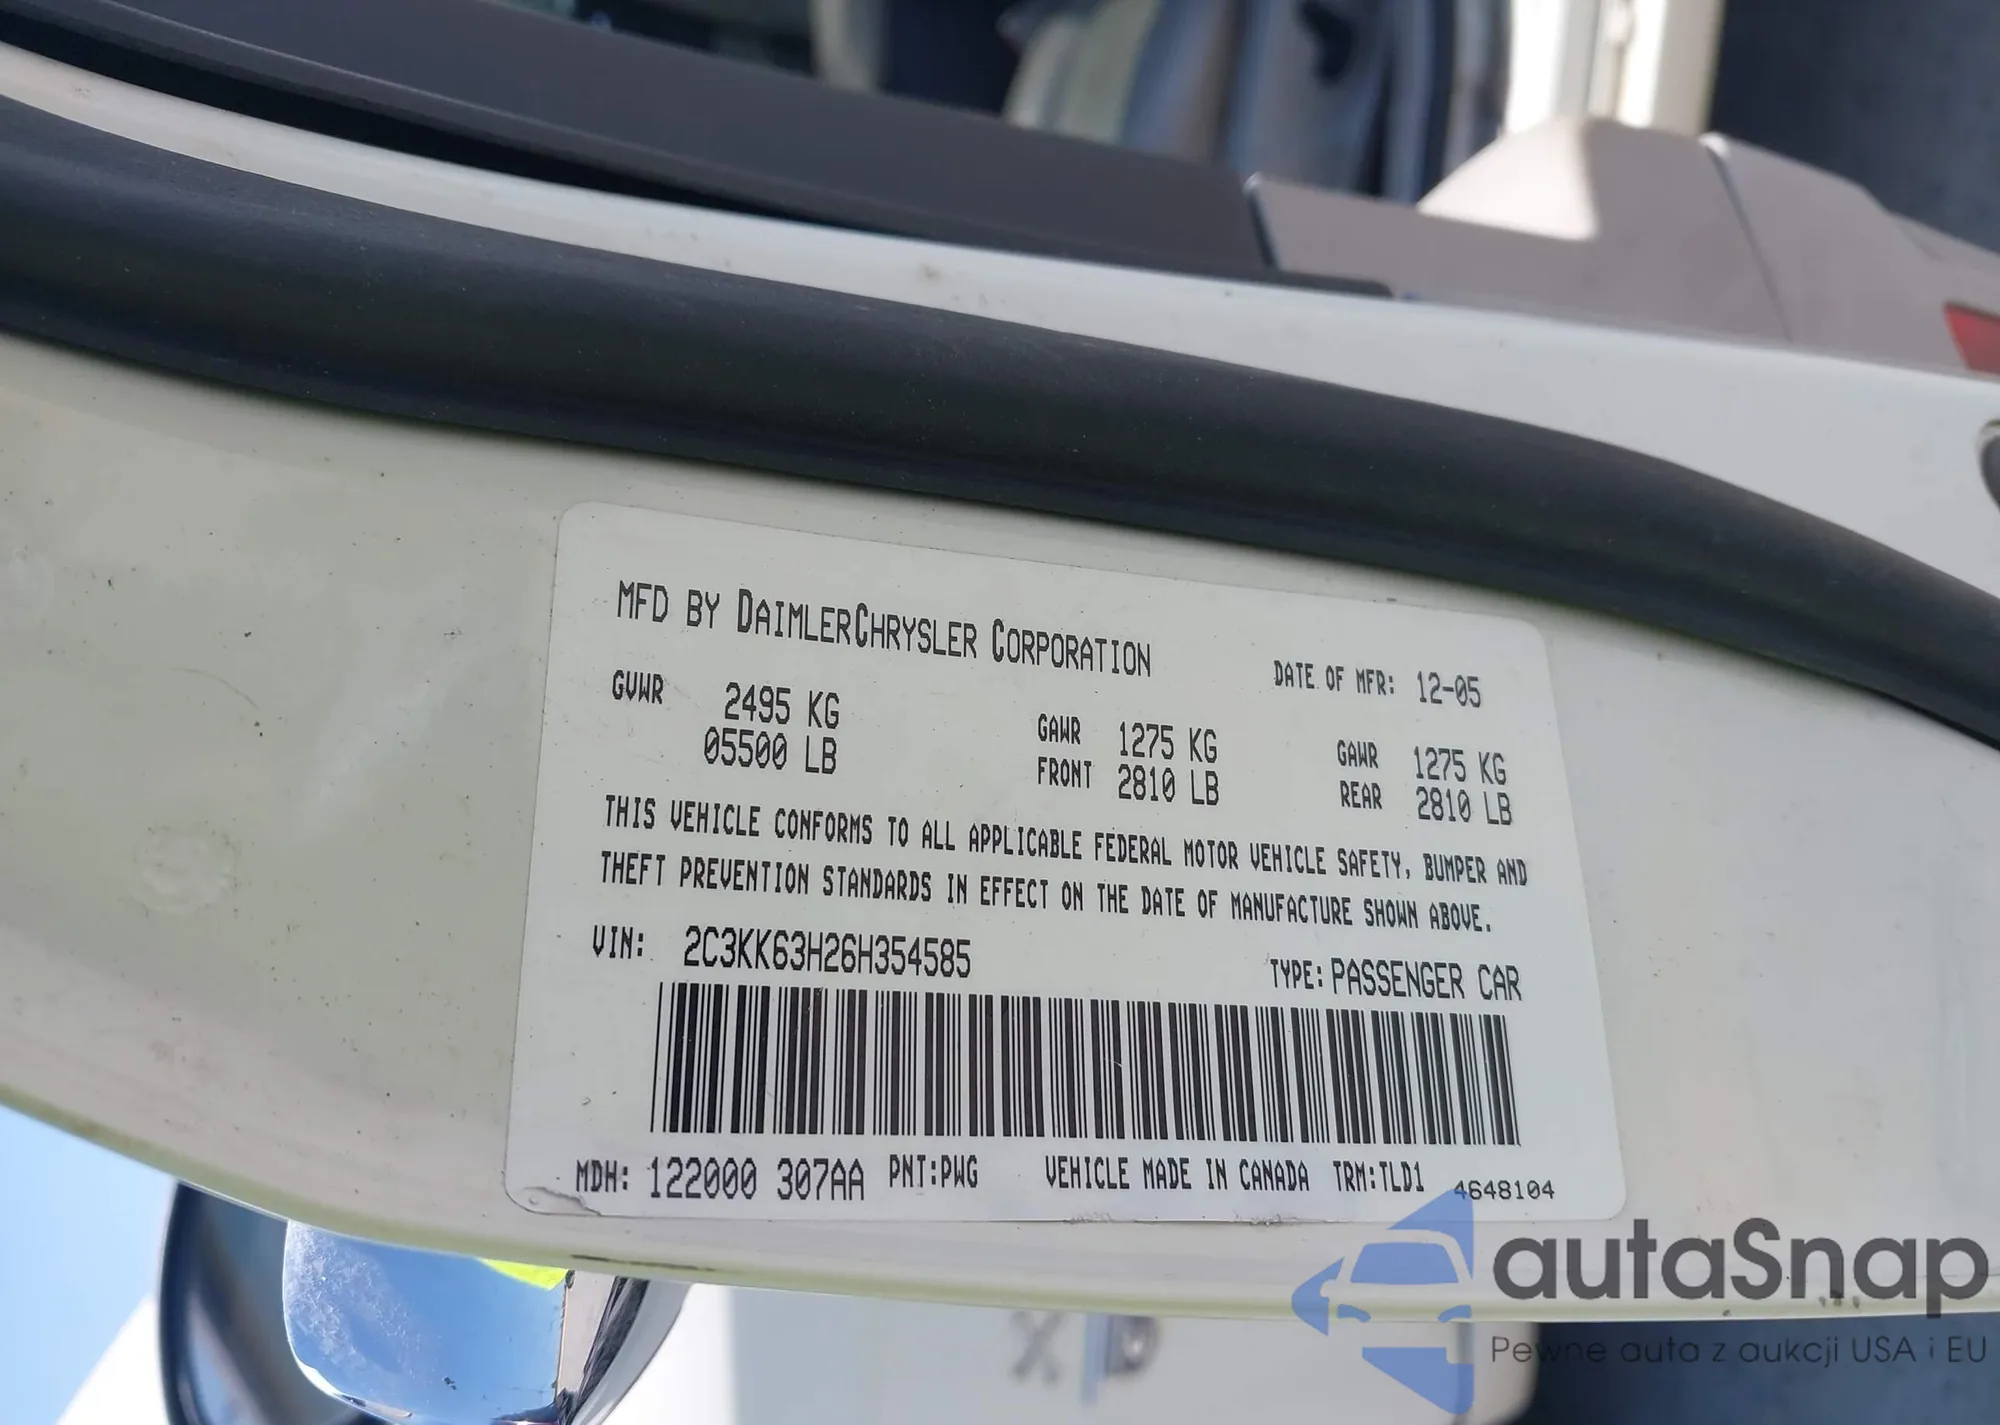 MFD BY DAIMLERCHRYSLER CORPORATION
DATE OF MFR: 12-05
GVWR 2495 KG
05500 LB
GAWR FRONT 1275 KG
2810 LB
GAWR REAR 1275 KG
2810 LB
THIS VEHICLE CONFORMS TO ALL APPLICABLE FEDERAL MOTOR VEHICLE SAFETY, BUMPER AND
THEFT PREVENTION STANDARDS IN EFFECT ON THE DATE OF MANUFACTURE SHOWN ABOVE.
VIN: 2C3KK63H26H354585
TYPE: PASSENGER CAR
MDH: 122000 307AA PNT:PWG VEHICLE MADE IN CANADA TRM:TLD1 4648104
autaSnap
Pewne auta z aukcji USA i EU